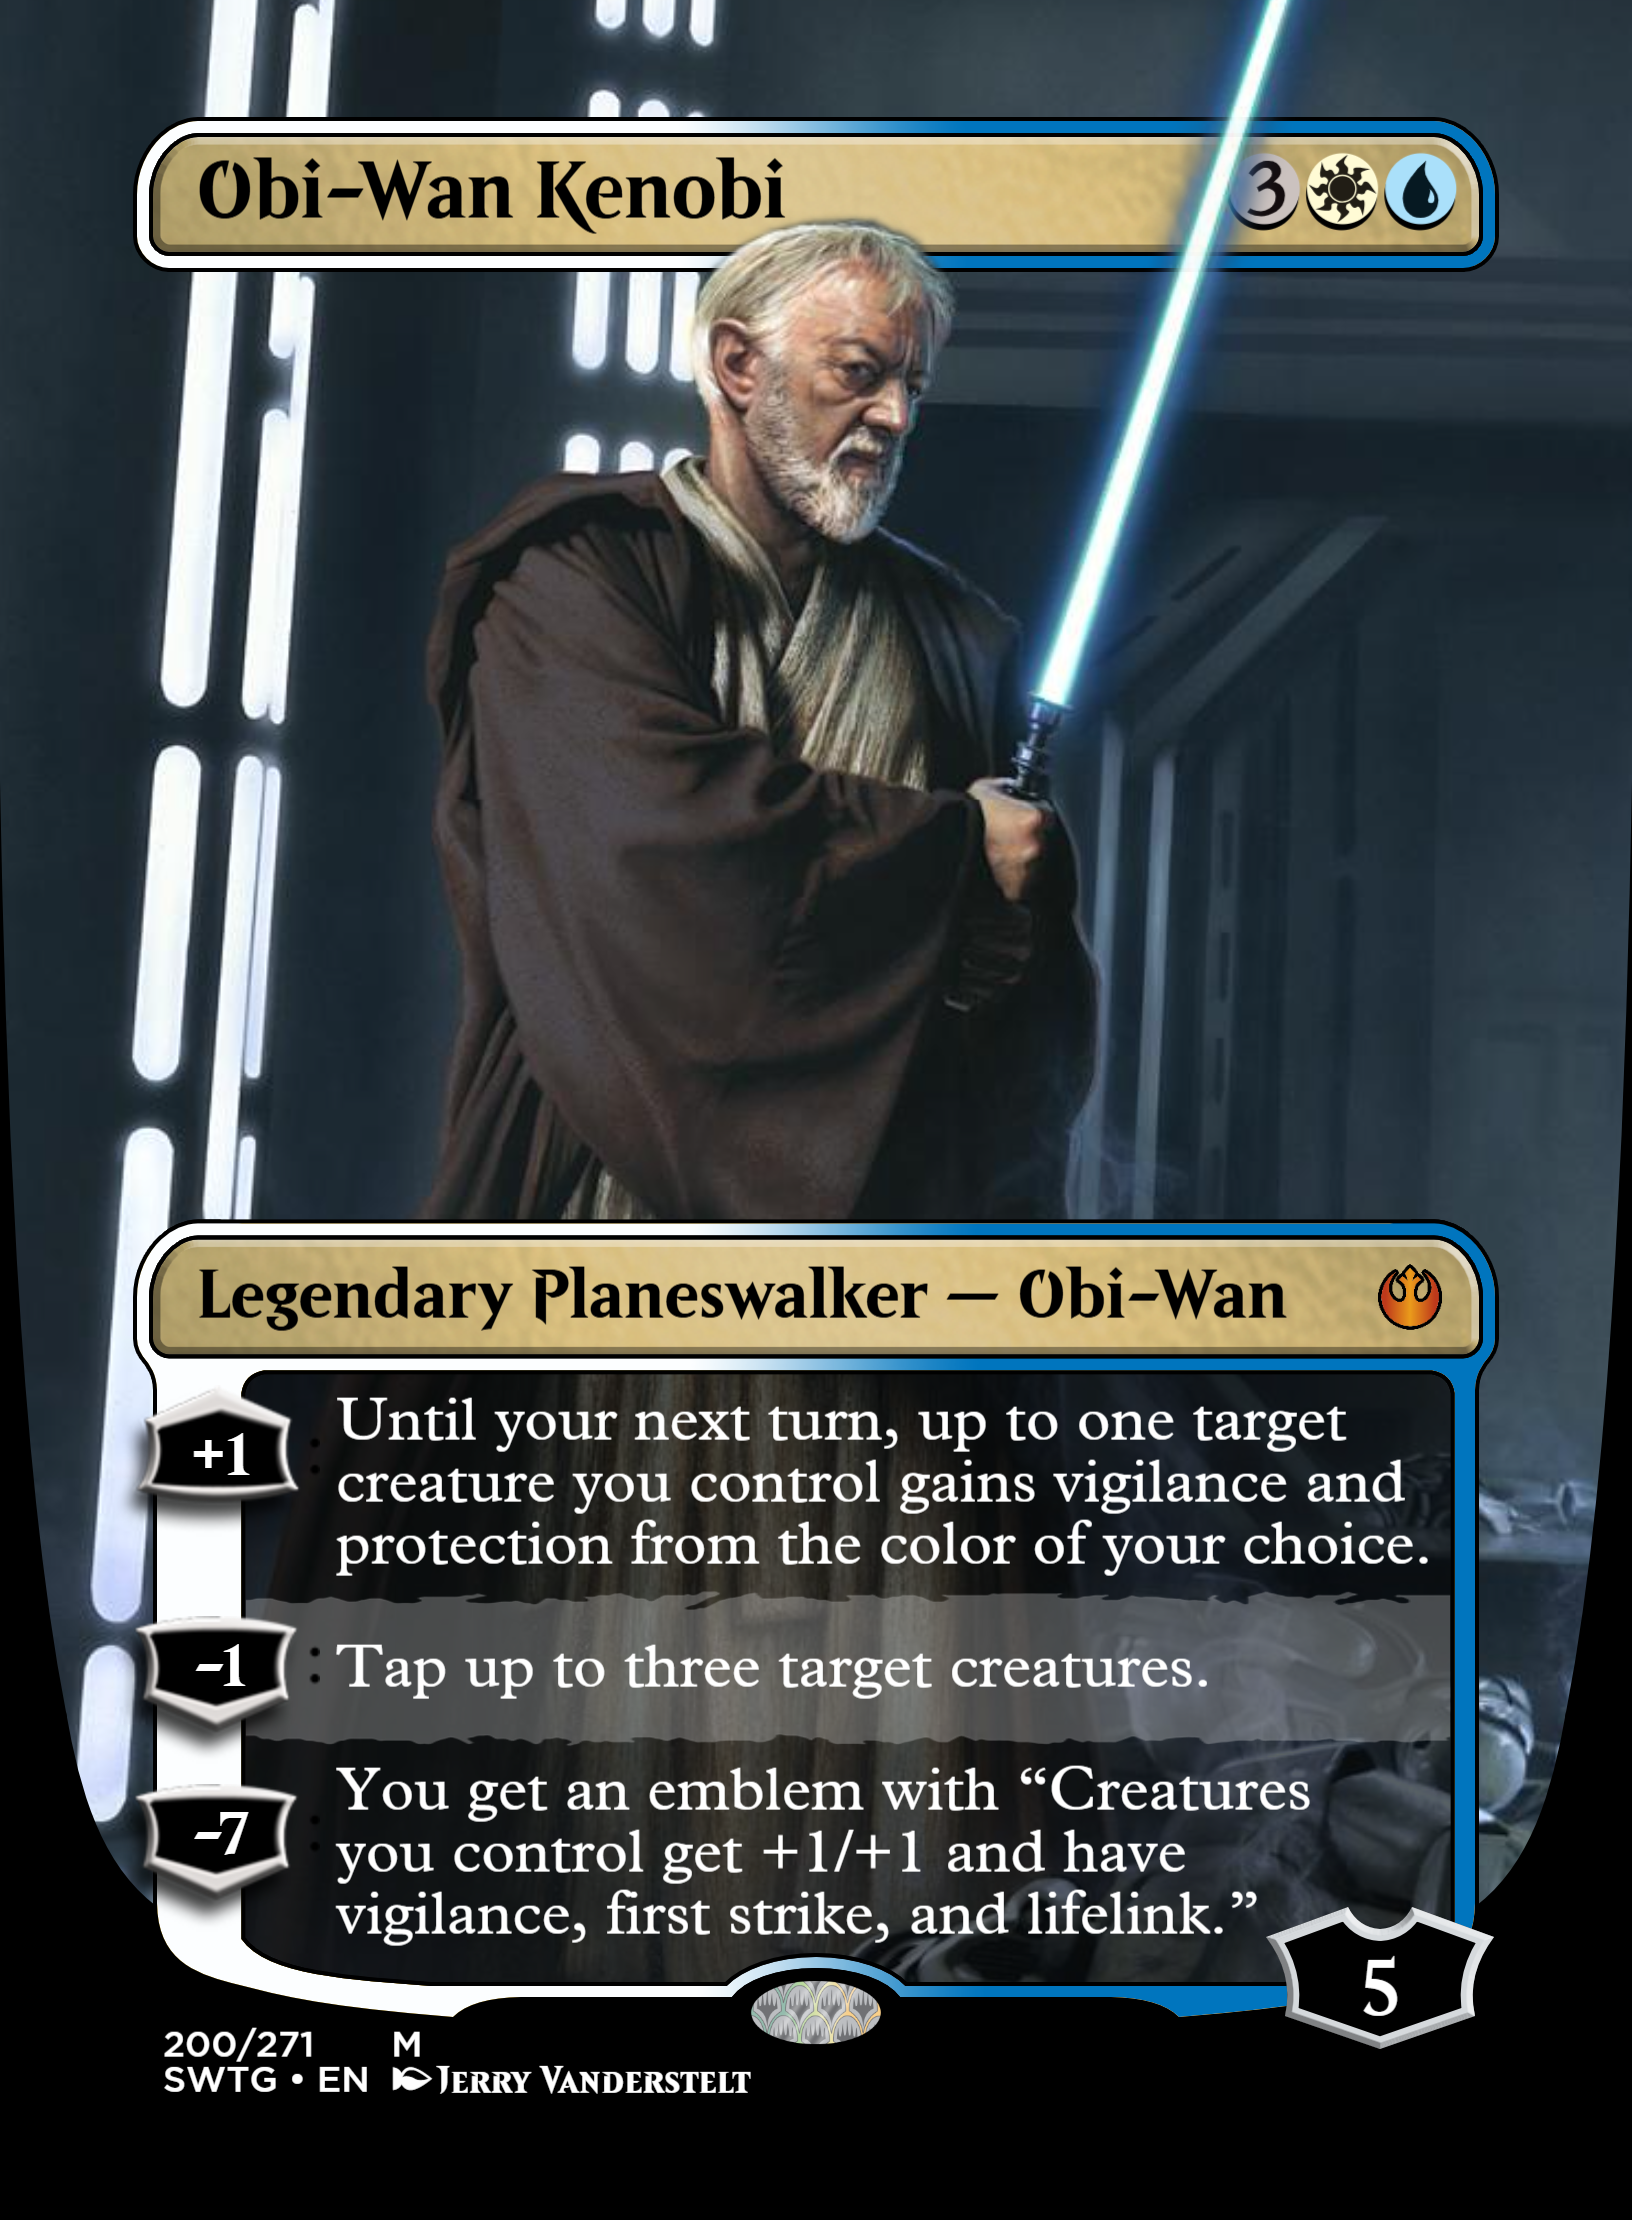 Obi-Wan Kenobi 3
Legendary Planeswalker — Obi-Wan
+1 : Until your next turn, up to one target
creature you control gains vigilance and
protection from the color of your choice.
-1 : Tap up to three target creatures.
-7 : You get an emblem with “Creatures
you control get +1/+1 and have
vigilance, first strike, and lifelink.”
5
200/271 M
SWTG • EN Jerry Vanderstelt